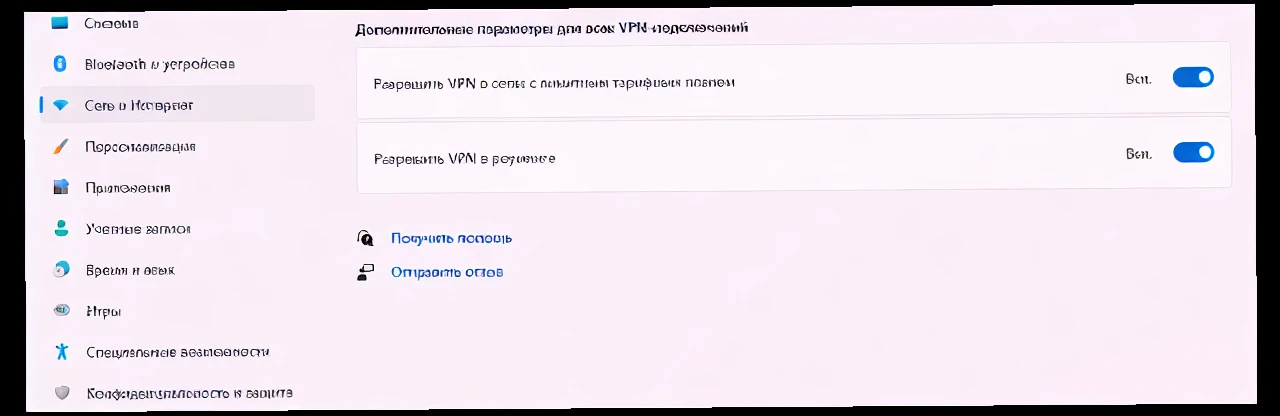 Система
Bluetooth и устройства
Сеть и Интернет
Персонализация
Приложения
Учетные записи
Время и язык
Игры
Специальные возможности
Конфиденциальность и защита
Дополнительные параметры для всех VPN-подключений
Разрешить VPN в сетях с лимитным тарифным планом
Вкл.
Разрешить VPN в роуминге
Вкл.
Получить помощь
Отправить отзыв